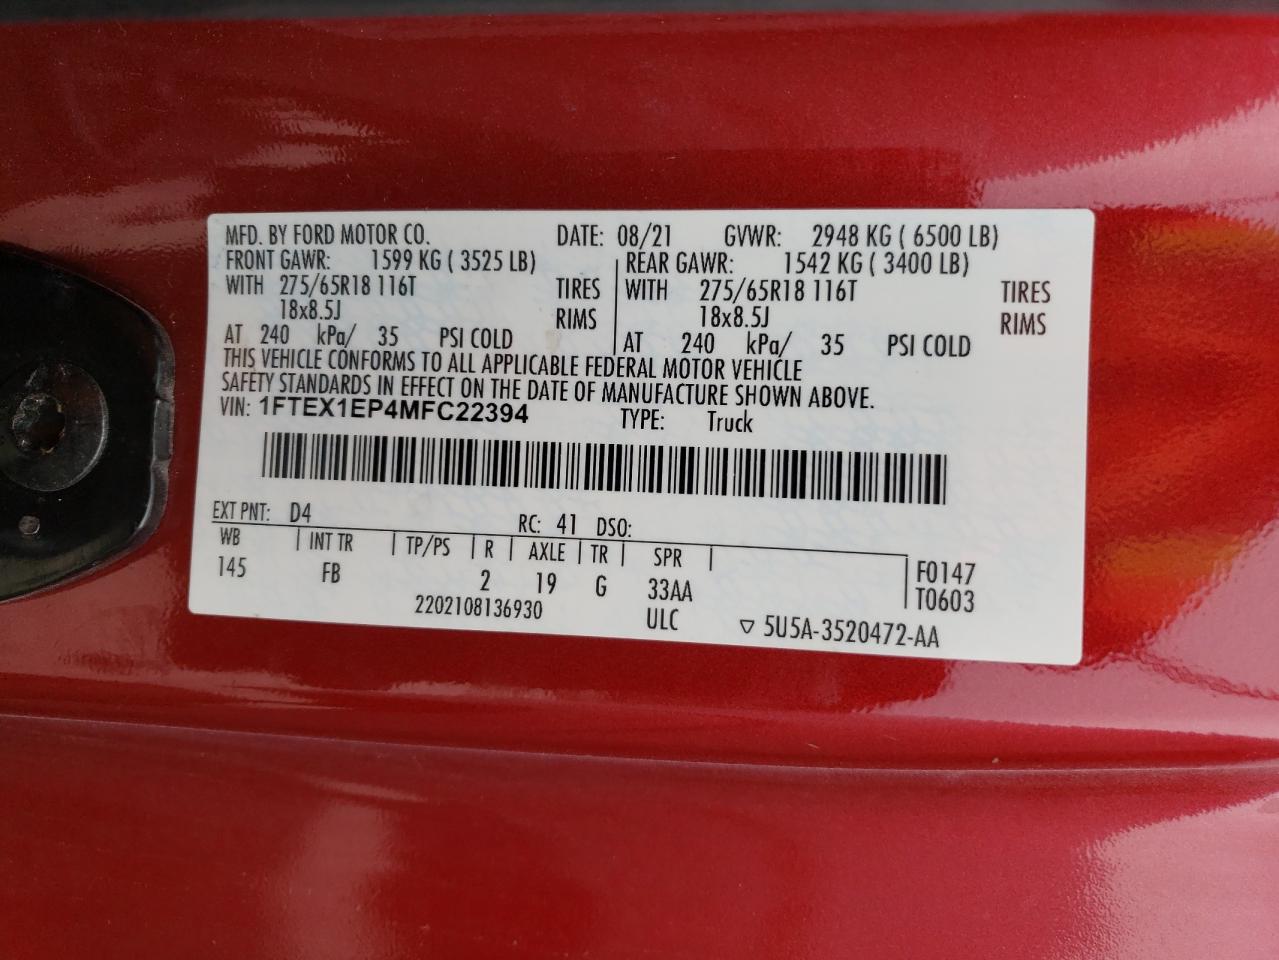 MFD. BY FORD MOTOR CO. DATE: 08/21 GVWR: 2948 KG ( 6500 LB)
FRONT GAWR: 1599 KG ( 3525 LB) REAR GAWR: 1542 KG ( 3400 LB)
WITH 275/65R18 116T TIRES WITH 275/65R18 116T TIRES
18x8.5J RIMS 18x8.5J RIMS
AT 240 kPa/ 35 PSI COLD AT 240 kPa/ 35 PSI COLD
THIS VEHICLE CONFORMS TO ALL APPLICABLE FEDERAL MOTOR VEHICLE
SAFETY STANDARDS IN EFFECT ON THE DATE OF MANUFACTURE SHOWN ABOVE.
VIN: 1FTEX1EP4MFC22394 TYPE: Truck
EXT PNT: D4 RC: 41 DSO:
WB INT TR TP/PS R AXLE TR SPR
145 FB 2 19 G 33AA F0147
T0603
2202108136930 ULC ▽ 5U5A-3520472-AA